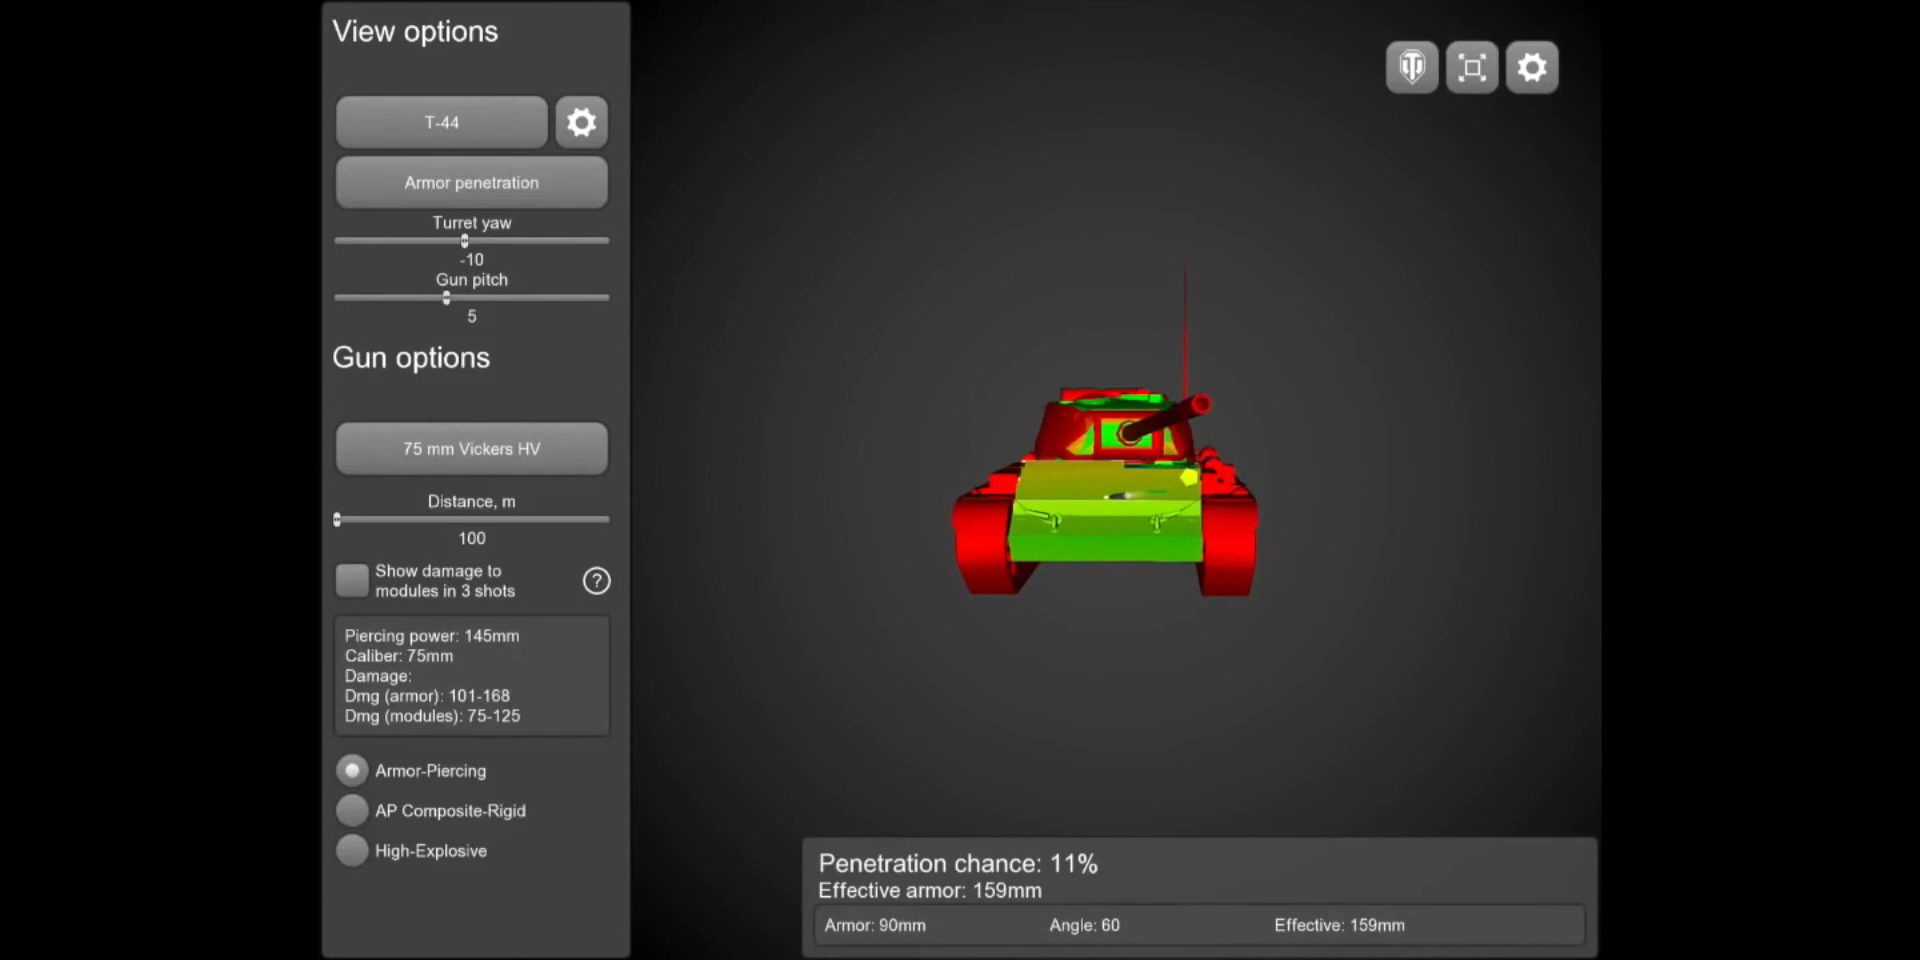 View options
T-44
Armor penetration
Turret yaw
-10
Gun pitch
5
Gun options
75 mm Vickers HV
Distance, m
100
Show damage to
modules in 3 shots
?
Piercing power: 145mm
Caliber: 75mm
Damage:
Dmg (armor): 101-168
Dmg (modules): 75-125
Armor-Piercing
AP Composite-Rigid
High-Explosive
Penetration chance: 11%
Effective armor: 159mm
Armor: 90mm Angle: 60 Effective: 159mm